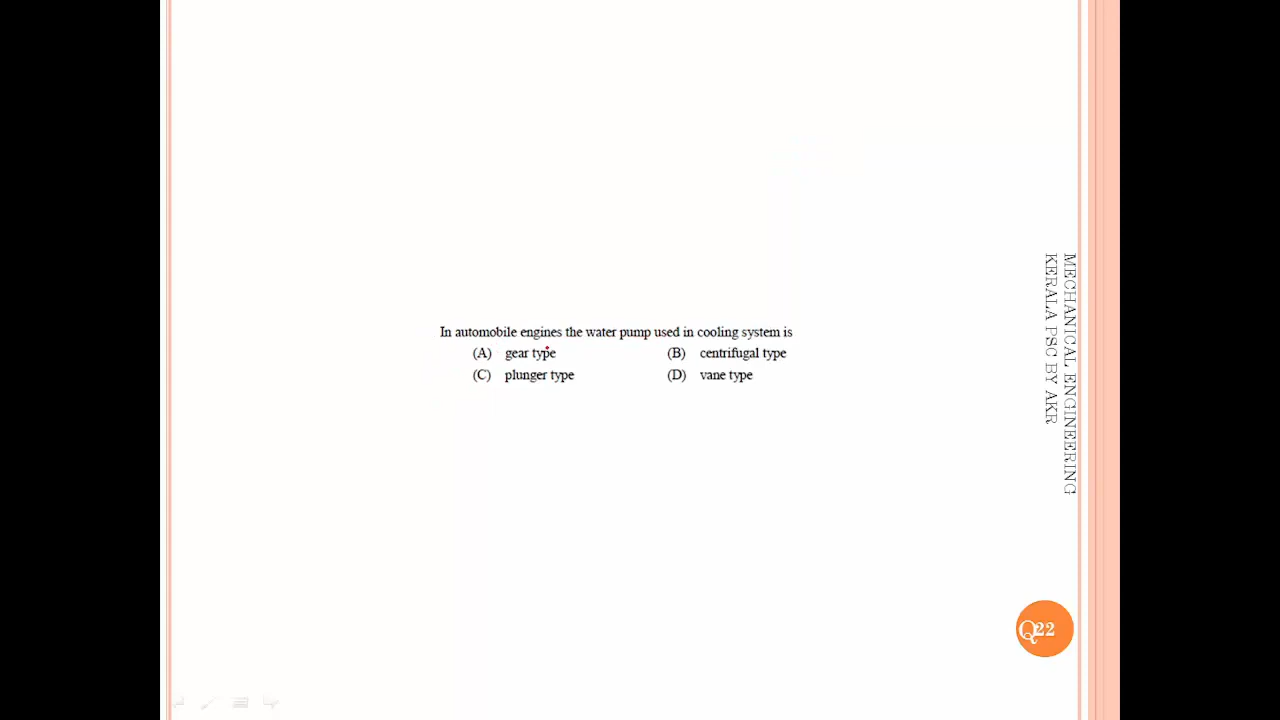 In automobile engines the water pump used in cooling system is
(A) gear type (B) centrifugal type
(C) plunger type (D) vane type
MECHANICAL ENGINEERING
KERALA PSC BY AKR
Q22